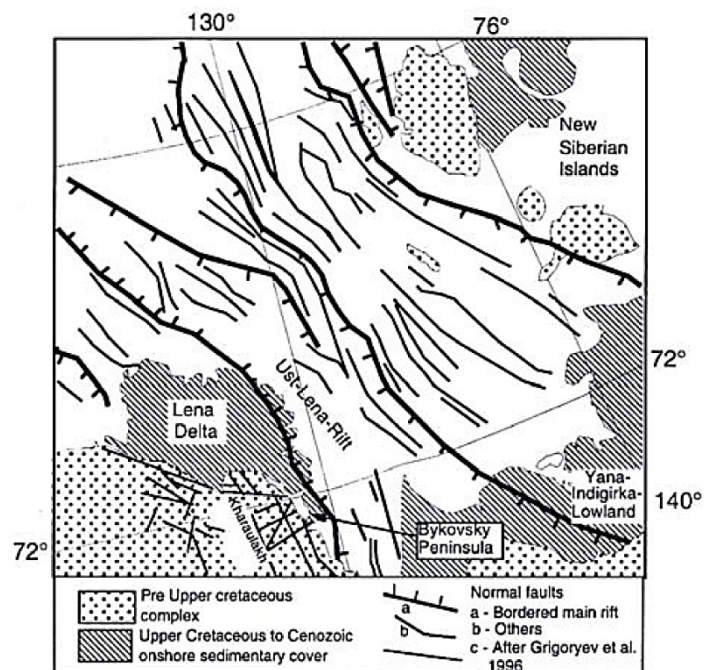 130°
76°
New
Siberian
Islands
72°
Ust-Lena-Rift
Lena
Delta
Yana-
Indigirka-
Lowland
140°
Kharaulakh
Bykovsky
Peninsula
72°
Pre Upper cretaceous
complex
Upper Cretaceous to Cenozoic
onshore sedimentary cover
Normal faults
a
a - Bordered main rift
b
b - Others
c - After Grigoryev et al.
1996